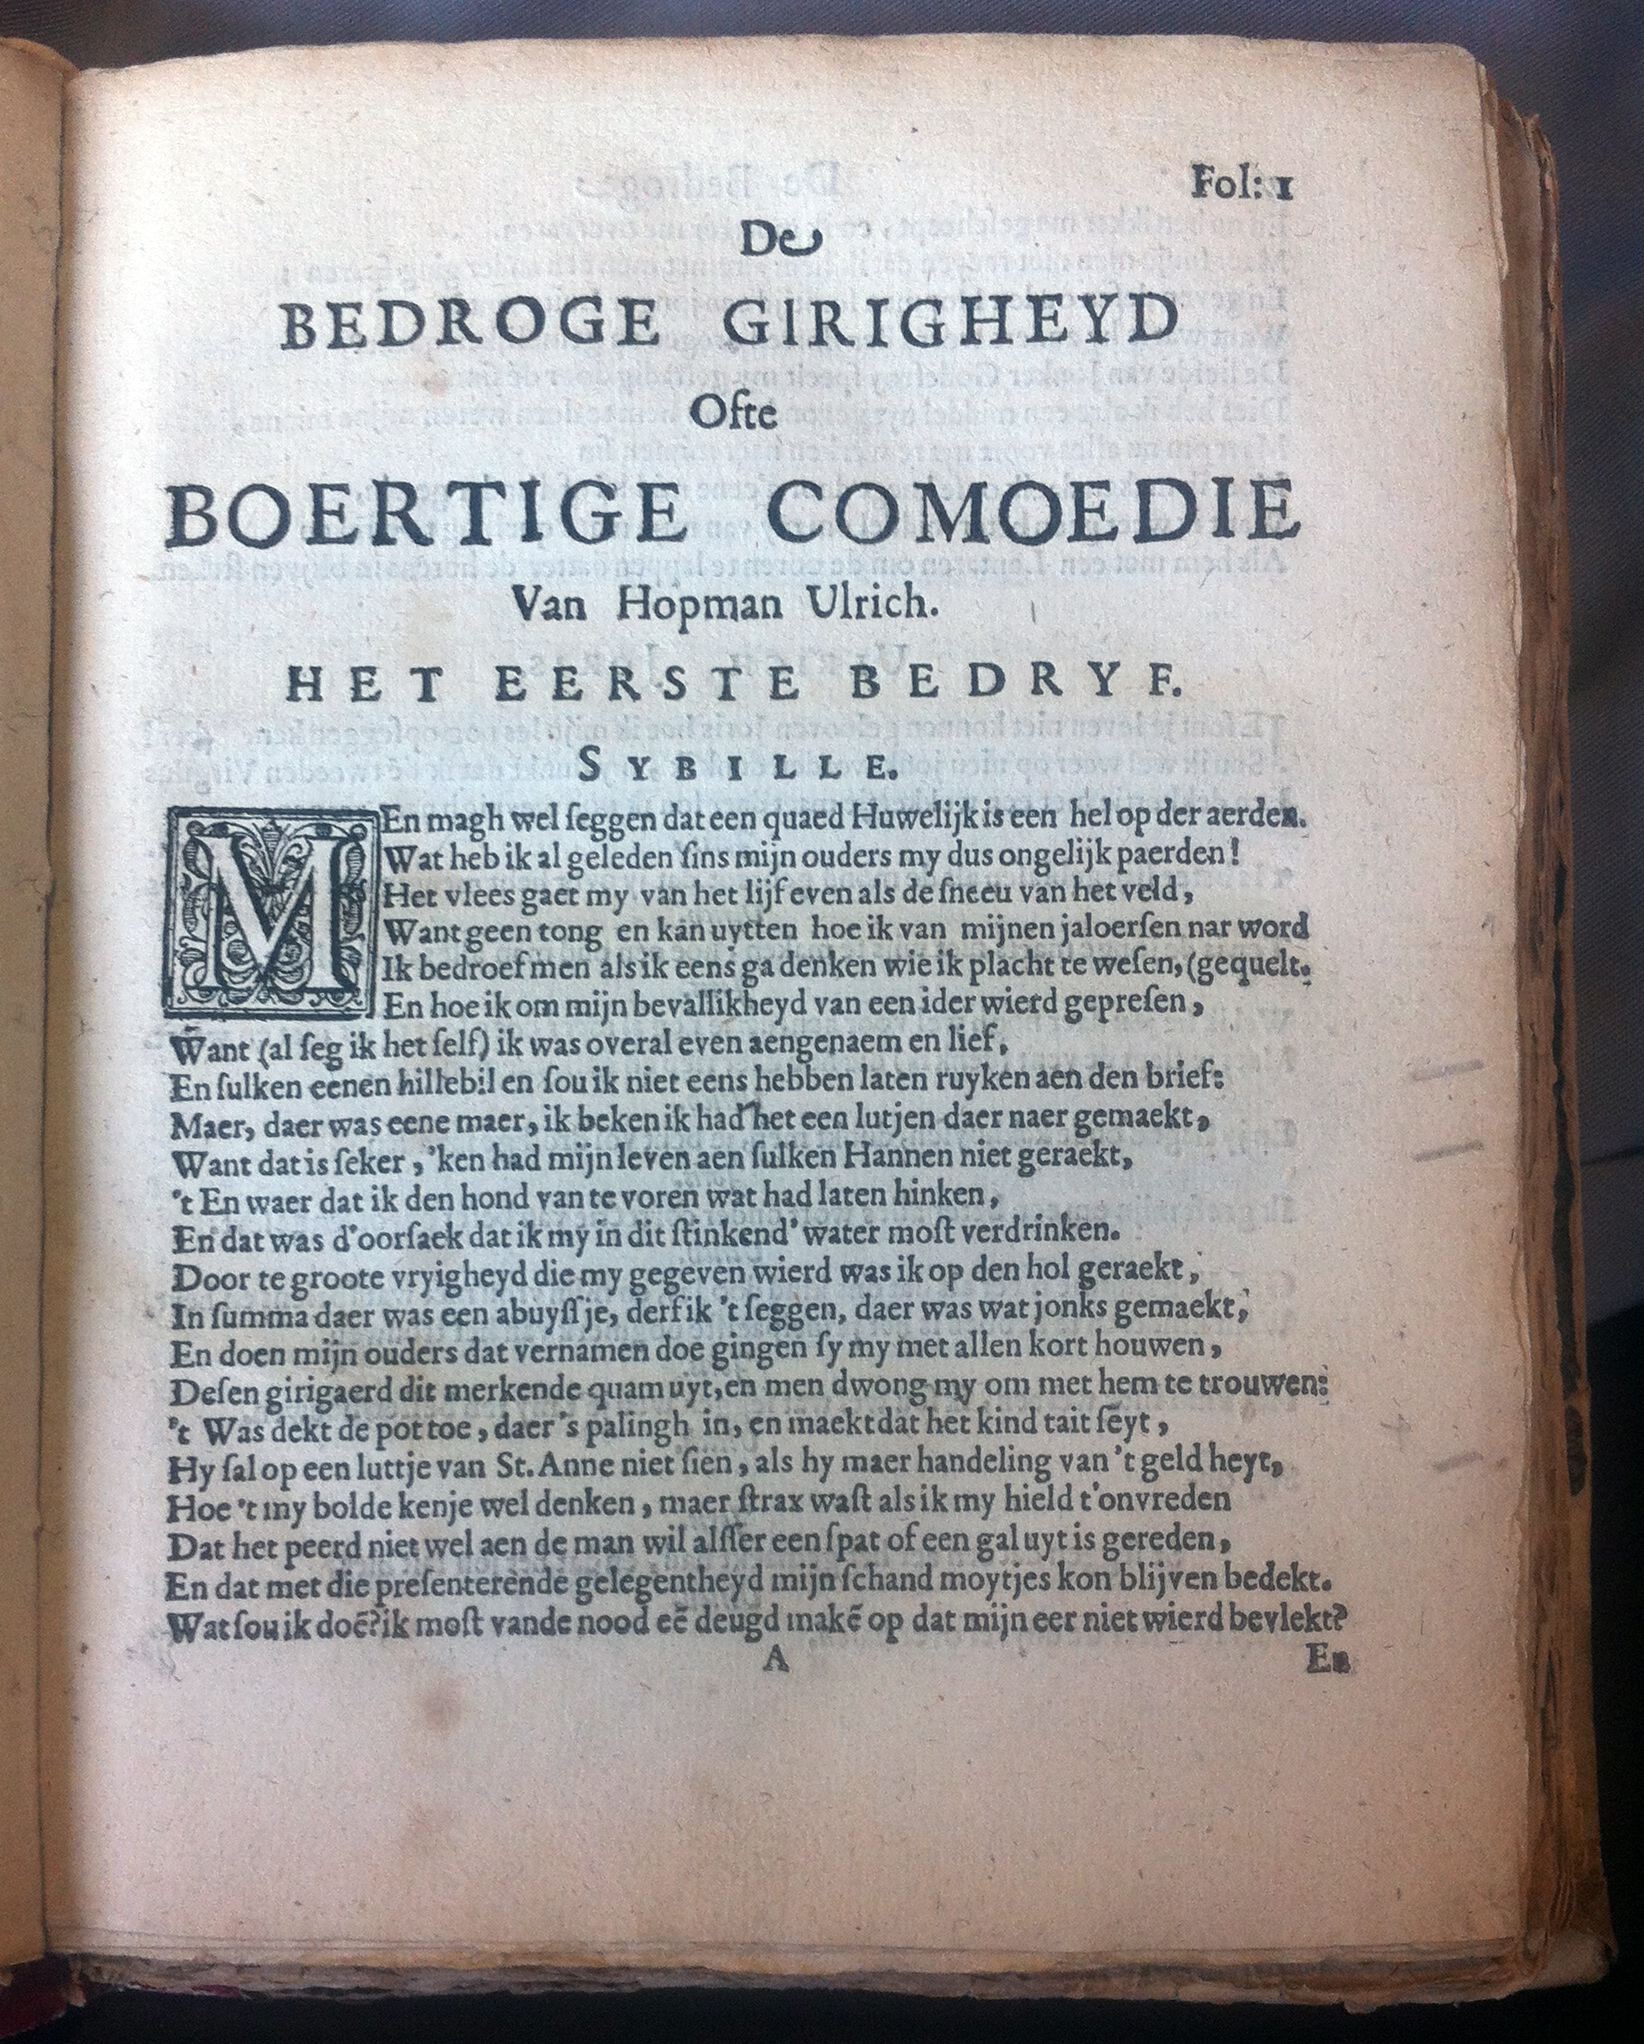 Fol: 1
De
BEDROGE GIRIGHEYD
Ofte
BOERTIGE COMOEDIE
Van Hopman Ulrich.
HET EERSTE BEDRYF.
SYBILLE.
MEn magh wel ſeggen dat een quaed Huwelijk is een hel op der aerden.
Wat heb ik al geleden ſins mijn ouders my dus ongelijk paerden!
Het vlees gaet my van het lijf even als de ſneeu van het veld,
Want geen tong en kan uytten hoe ik van mijnen jaloerſen nar word
Ik bedroef men als ik eens ga denken wie ik placht te weſen, (gequelt.
En hoe ik om mijn bevallikheyd van een ider wierd gepreſen,
Want (al ſeg ik het ſelf) ik was overal even aengenaem en lief,
En ſulken eenen hillebil en ſou ik niet eens hebben laten ruyken aen den brief:
Maer, daer was eene maer, ik beken ik had het een lutjen daer naer gemaekt,
Want dat is ſeker, 'ken had mijn leven aen ſulken Hannen niet geraekt,
't En waer dat ik den hond van te voren wat had laten hinken,
En dat was d'oorſaek dat ik my in dit ſtinkend' water moſt verdrinken.
Door te groote vryigheyd die my gegeven wierd was ik op den hol geraekt,
In ſumma daer was een abuyſſje, derf ik 't ſeggen, daer was wat jonks gemaekt,
En doen mijn ouders dat vernamen doe gingen ſy my met allen kort houwen,
Deſen girigaerd dit merkende quam uyt, en men dwong my om met hem te trouwen:
't Was dekt de pot toe, daer's palingh in, en maekt dat het kind tait ſeyt,
Hy ſal op een luttje van St. Anne niet ſien, als hy maer handeling van 't geld heyt,
Hoe 't my bolde kenje wel denken, maer ſtrax waſt als ik my hield t'onvreden
Dat het peerd niet wel aen de man wil alſſer een ſpat of een gal uyt is gereden,
En dat met die preſenterende gelegentheyd mijn ſchand moytjes kon blijven bedekt.
Wat ſou ik doē? ik moſt vande nood eē deugd makē op dat mijn eer niet wierd bevlekt?
A
En